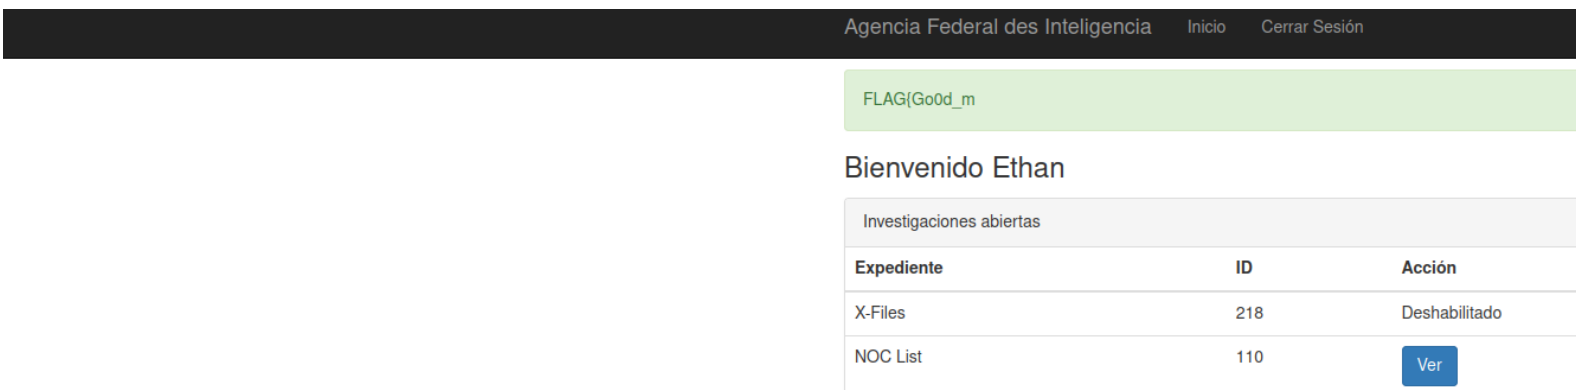 Agencia Federal des Inteligencia Inicio Cerrar Sesión
FLAG{Go0d_m
Bienvenido Ethan
Investigaciones abiertas
Expediente ID Acción
X-Files 218 Deshabilitado
NOC List 110 Ver